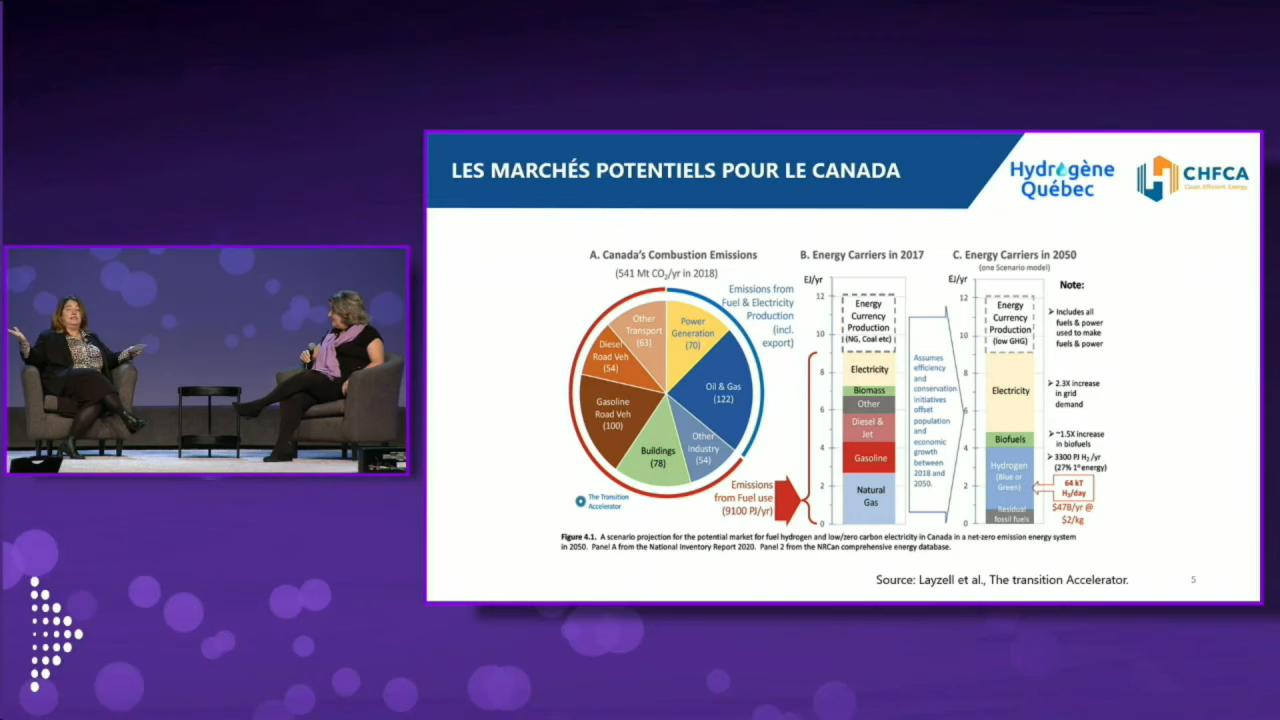 LES MARCHÉS POTENTIELS POUR LE CANADA
Hydrogène
Québec
CHFCA
Clean. Efficient. Energy.
A. Canada's Combustion Emissions
(541 Mt CO₂/yr in 2018)
Emissions from
Fuel & Electricity
Production
(incl.
export)
Other
Transport
(63)
Power
Generation
(70)
Diesel
Road Veh
(54)
Oil & Gas
(122)
Gasoline
Road Veh
(100)
Buildings
(78)
Other
Industry
(54)
The Transition
Accelerator
Emissions
from Fuel use
(9100 PJ/yr)
B. Energy Carriers in 2017
EJ/yr
12
10
8
6
4
2
0
Energy
Currency
Production
(NG, Coal etc)
Electricity
Biomass
Other
Diesel &
Jet
Gasoline
Natural
Gas
Assumes
efficiency
and
conservation
initiatives
offset
population
and
economic
growth
between
2018 and
2050.
C. Energy Carriers in 2050
(one Scenario model)
EJ/yr
12
10
8
6
4
2
0
Energy
Currency
Production
(low GHG)
Electricity
Biofuels
Hydrogen
(Blue or
Green)
Residual
fossil fuels
Note:
➤ Includes all
fuels & power
used to make
fuels & power
➤ 2.3X increase
in grid
demand
➤ ~1.5X increase
in biofuels
➤ 3300 PJ H₂ /yr
(27% 1° energy)
64 kT
H₂/day
$47B/yr @
$2/kg
Figure 4.1. A scenario projection for the potential market for fuel hydrogen and low/zero carbon electricity in Canada in a net-zero emission energy system
in 2050. Panel A from the National Inventory Report 2020. Panel 2 from the NRCan comprehensive energy database.
Source: Layzell et al., The transition Accelerator.
5